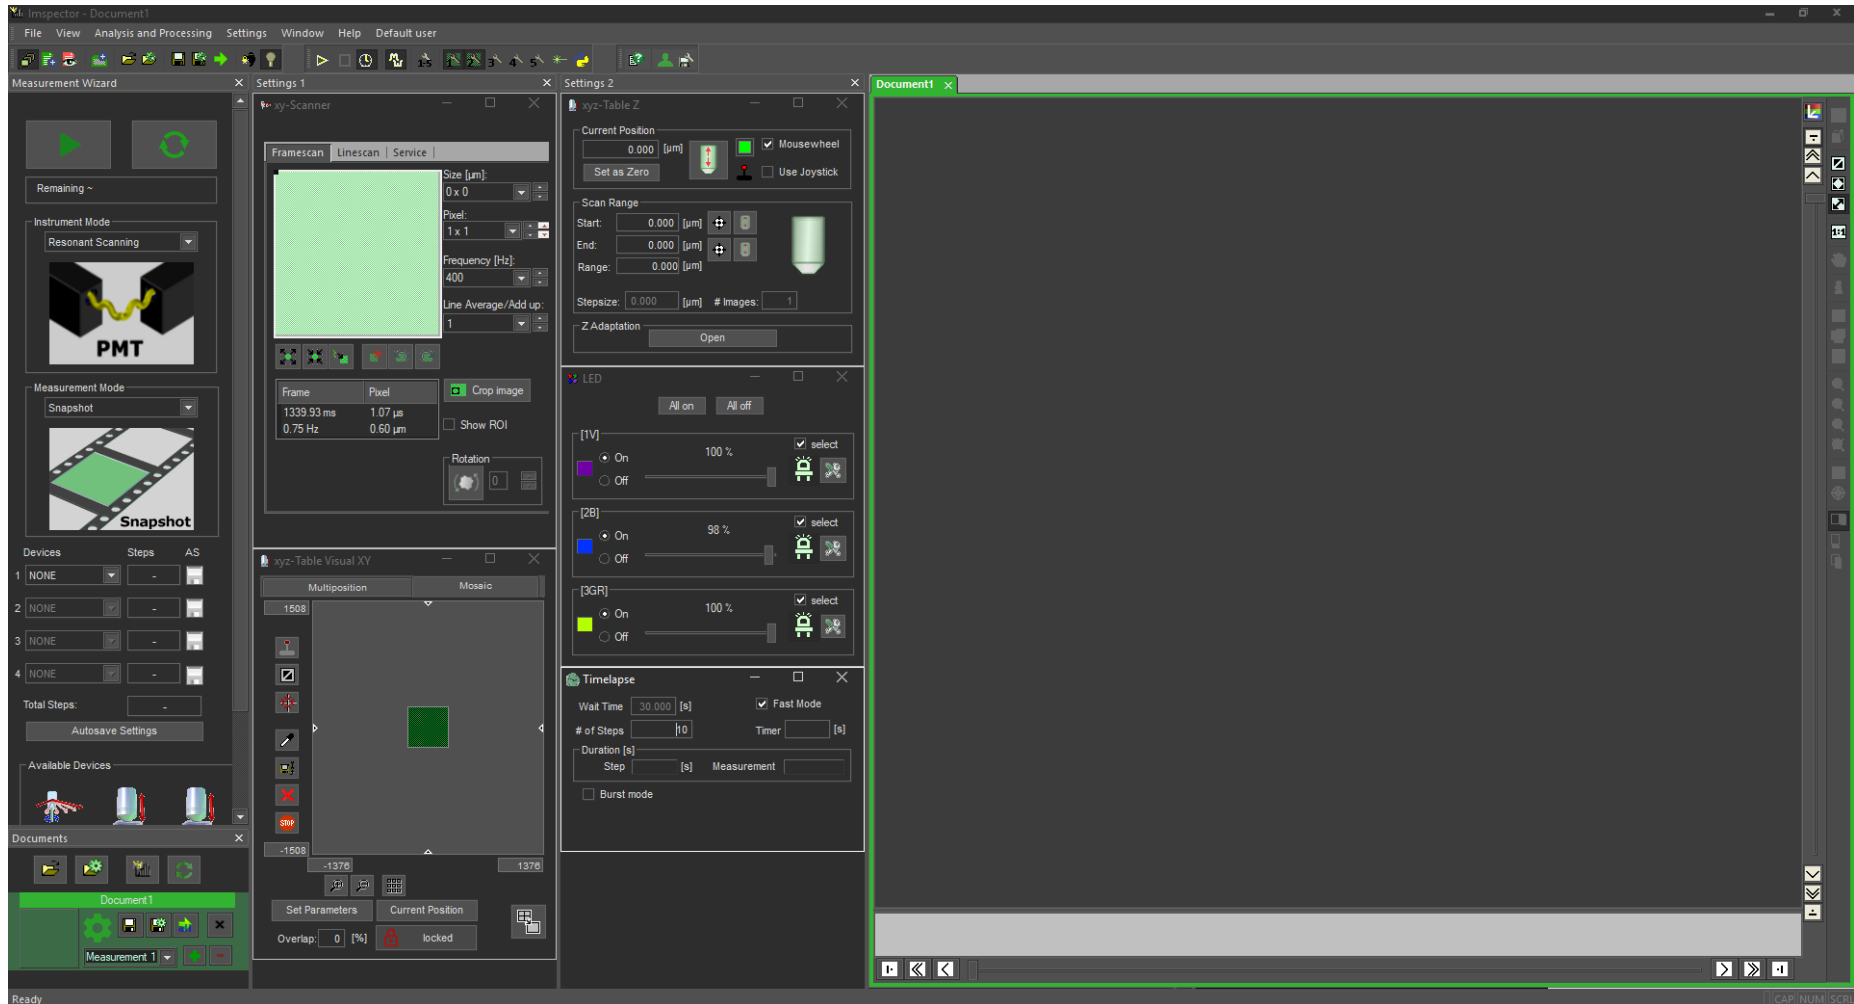 Imspector - Document1
File View Analysis and Processing Settings Window Help Default user
Measurement Wizard
Remaining ~
Instrument Mode
Resonant Scanning
PMT
Measurement Mode
Snapshot
Snapshot
Devices Steps AS
1 NONE -
2 NONE -
3 NONE -
4 NONE -
Total Steps: -
Autosave Settings
Available Devices
Documents
Document1
Measurement 1
Settings 1
xy-Scanner
Framescan Linescan Service
Size [µm]:
0 x 0
Pixel:
1 x 1
Frequency [Hz]:
400
Line Average/Add up:
1
Frame Pixel
1339.93 ms 1.07 µs
0.75 Hz 0.60 µm
Crop image
Show ROI
Rotation
0
xyz-Table Visual XY
Multiposition Mosaic
1508
STOP
-1508
-1376 1376
Set Parameters Current Position
Overlap: 0 [%] locked
Settings 2
xyz-Table Z
Current Position
0.000 [µm] Mousewheel
Set as Zero Use Joystick
Scan Range
Start: 0.000 [µm]
End: 0.000 [µm]
Range: 0.000 [µm]
Stepsize: 0.000 [µm] # Images: 1
Z Adaptation
Open
LED
All on All off
[1V]
On 100 % select
Off
[2B]
On 98 % select
Off
[3GR]
On 100 % select
Off
Timelapse
Wait Time 30.000 [s] Fast Mode
# of Steps 10 Timer [s]
Duration [s]
Step [s] Measurement
Burst mode
Document1
1:1
Ready
CAP NUM SCRL